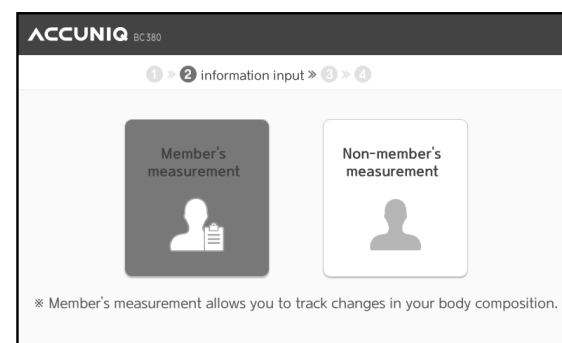 ACCUNIQ BC380
1 » 2 information input » 3 » 4
Member's
measurement
Non-member's
measurement
※ Member's measurement allows you to track changes in your body composition.